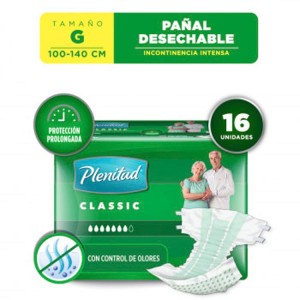 TAMAÑO
G
100-140 CM
PAÑAL
DESECHABLE
INCONTINENCIA INTENSA
PROTECCIÓN
PROLONGADA
16
UNIDADES
Plenitud
CLASSIC
CON CONTROL DE OLORES